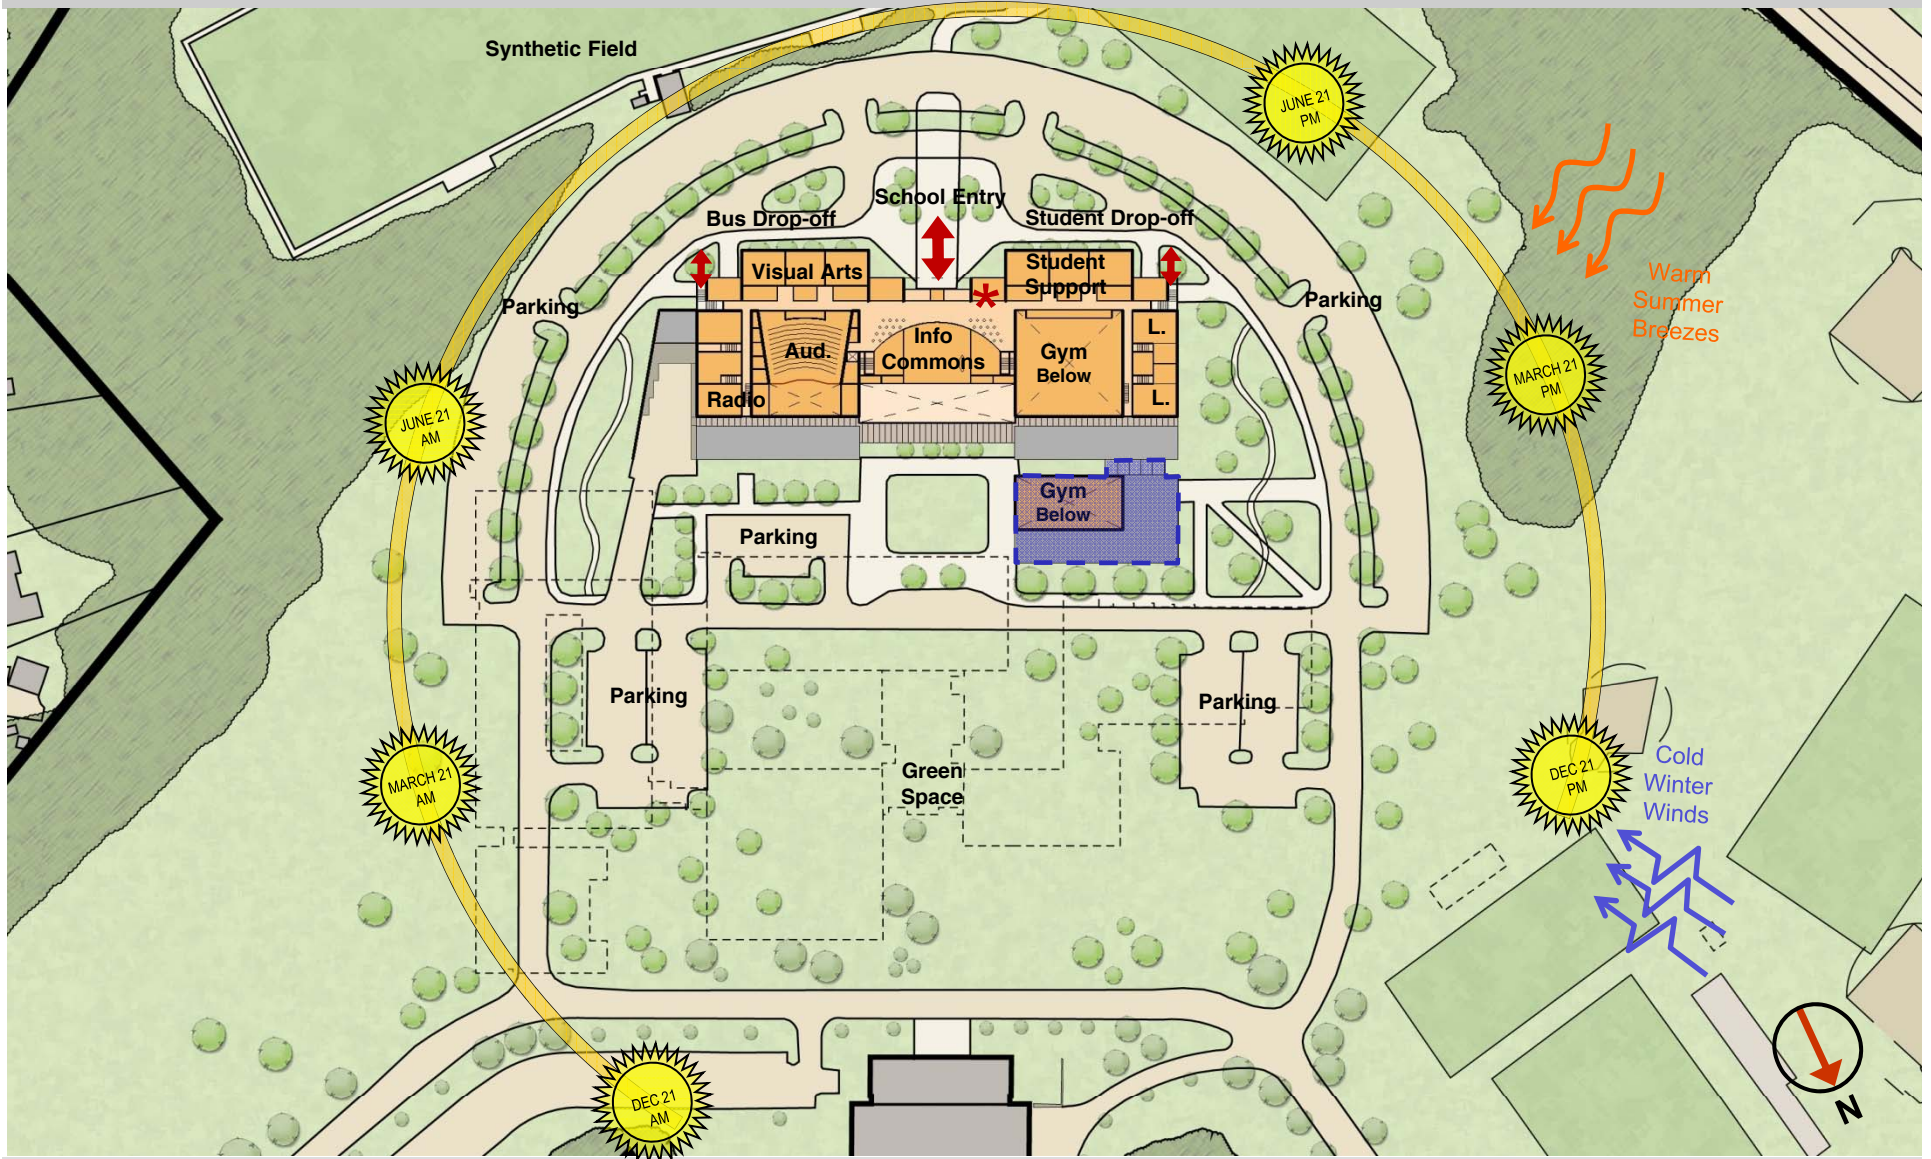 Synthetic Field
JUNE 21
PM
School Entry
Bus Drop-off
Student Drop-off
Visual Arts
Student
Support
*
Warm
Summer
Breezes
Parking
Parking
Info
Commons
Aud.
Gym
Below
L.
Radio
L.
MARCH 21
PM
JUNE 21
AM
Gym
Below
Parking
Parking
Parking
Green
Space
MARCH 21
AM
DEC 21
PM
Cold
Winter
Winds
DEC 21
AM
N